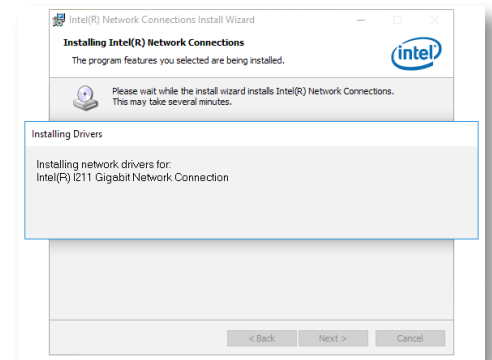 Intel(R) Network Connections Install Wizard
Installing Intel(R) Network Connections
The program features you selected are being installed.
intel
Please wait while the install wizard installs Intel(R) Network Connections.
This may take several minutes.
Installing Drivers
Installing network drivers for:
Intel(R) I211 Gigabit Network Connection
< Back Next > Cancel